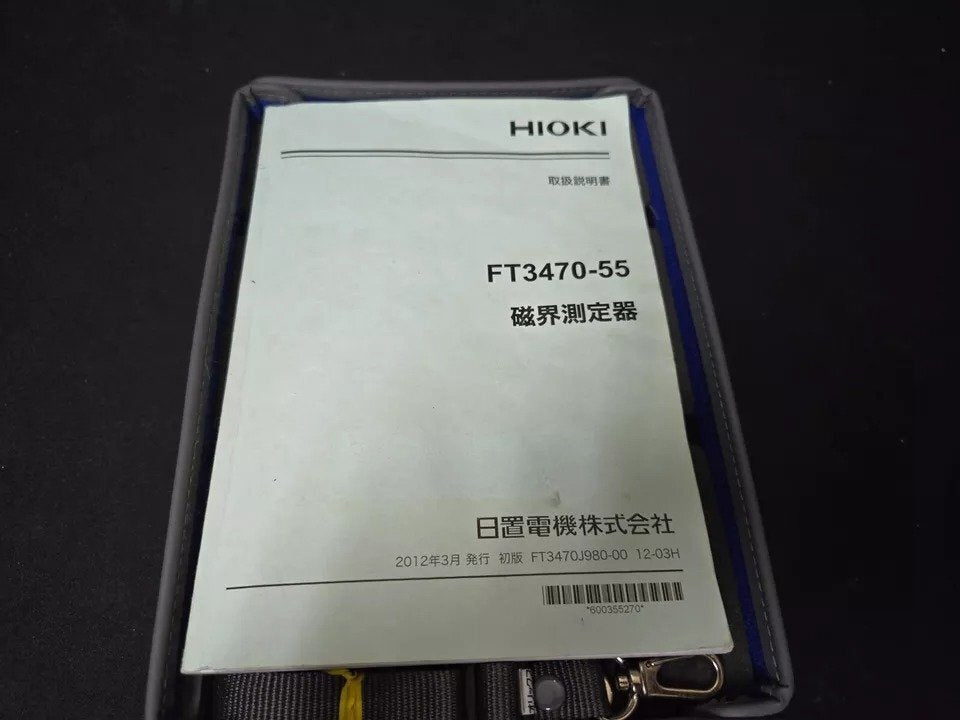 HIOKI
取扱説明書
FT3470-55
磁界測定器
日置電機株式会社
2012年3月 発行 初版 FT3470J980-00 12-03H
*600355270*